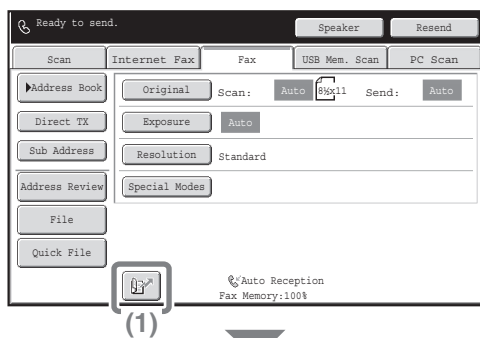 Ready to send.
Speaker
Resend
Scan
Internet Fax
Fax
USB Mem. Scan
PC Scan
Address Book
Original
Scan:
Auto
8½x11
Send:
Auto
Direct TX
Exposure
Auto
Sub Address
Resolution
Standard
Address Review
Special Modes
File
Quick File
Auto Reception
Fax Memory:100%
(1)